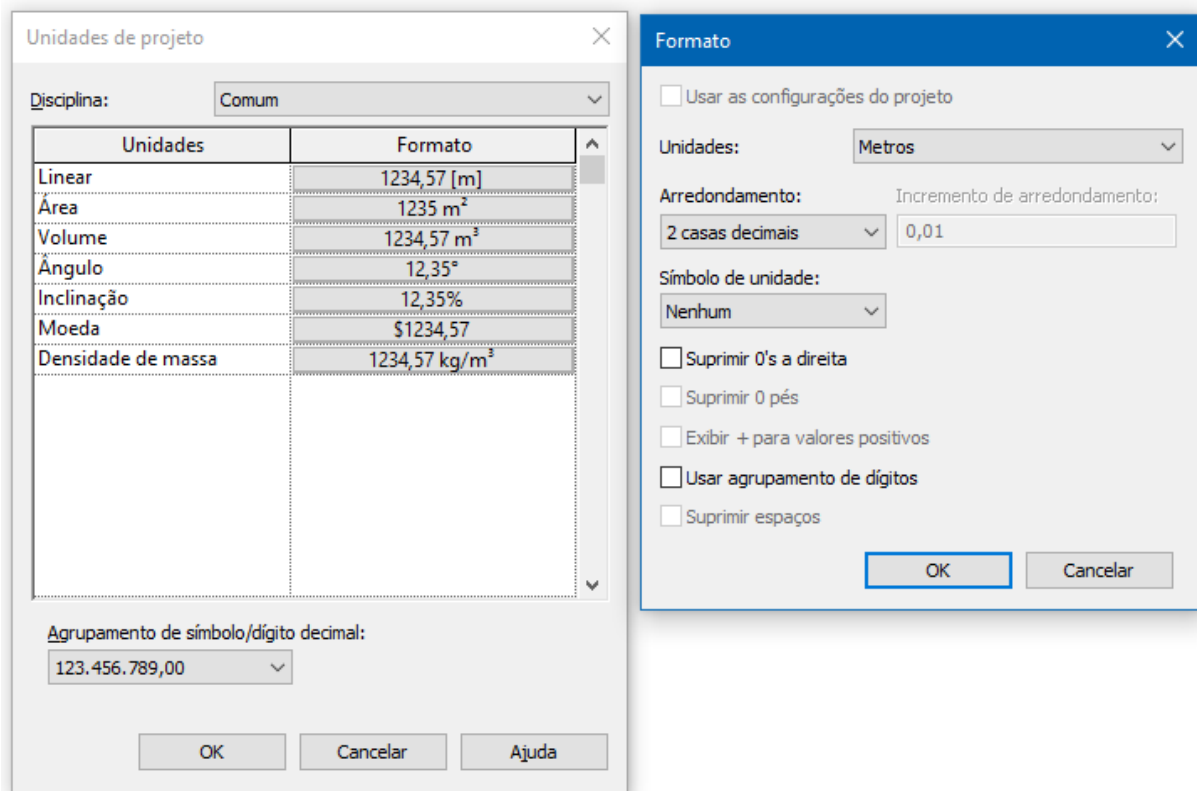 Unidades de projeto
Disciplina: Comum
Unidades Formato
Linear 1234,57 [m]
Área 1235 m²
Volume 1234,57 m³
Ângulo 12,35°
Inclinação 12,35%
Moeda $1234,57
Densidade de massa 1234,57 kg/m³
Agrupamento de símbolo/dígito decimal:
123.456.789,00
OK Cancelar Ajuda
Formato
Usar as configurações do projeto
Unidades: Metros
Arredondamento: Incremento de arredondamento:
2 casas decimais 0,01
Símbolo de unidade:
Nenhum
Suprimir 0's a direita
Suprimir 0 pés
Exibir + para valores positivos
Usar agrupamento de dígitos
Suprimir espaços
OK Cancelar